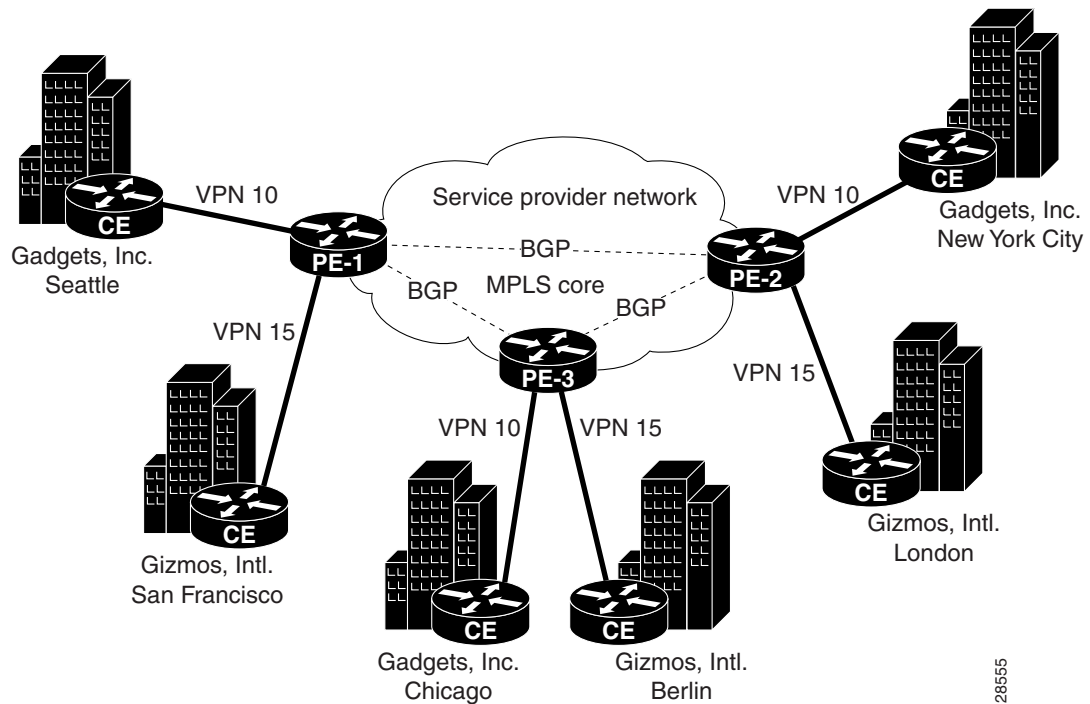 VPN 10
CE
Gadgets, Inc.
Seattle
Service provider network
PE-1
BGP
MPLS core
BGP
BGP
PE-2
PE-3
VPN 10
CE
Gadgets, Inc.
New York City
VPN 15
CE
Gizmos, Intl.
San Francisco
VPN 10
VPN 15
CE
Gadgets, Inc.
Chicago
CE
Gizmos, Intl.
Berlin
VPN 15
CE
Gizmos, Intl.
London
28555